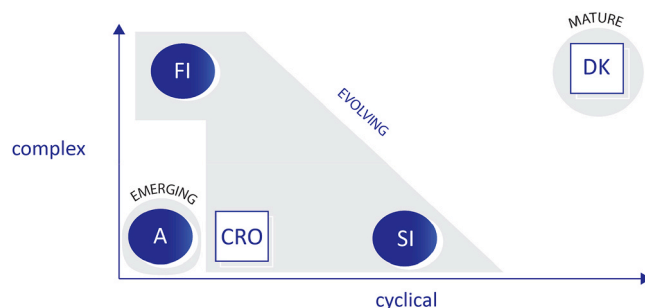 MATURE
FI
DK
EVOLVING
complex
EMERGING
A
CRO
SI
cyclical